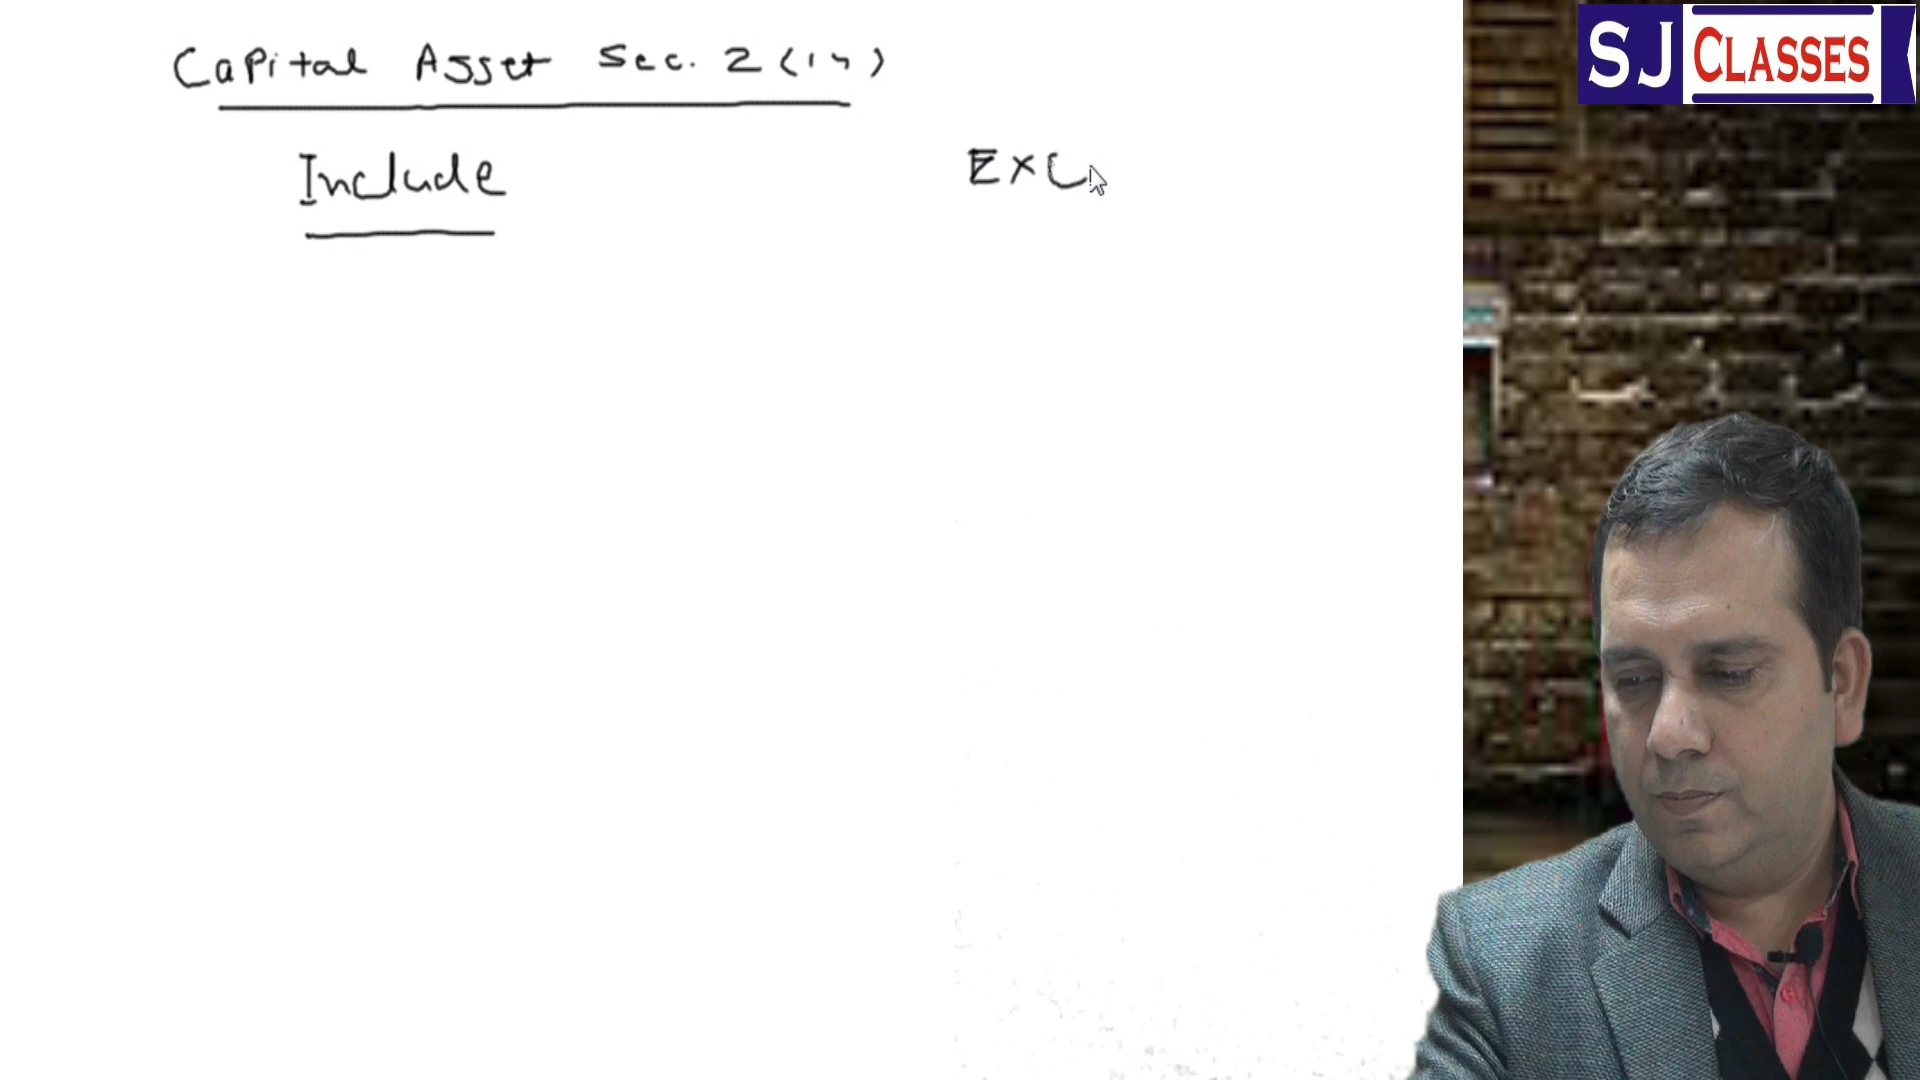 Capital Asset Sec. 2(14)
SJ CLASSES
Include
EXC